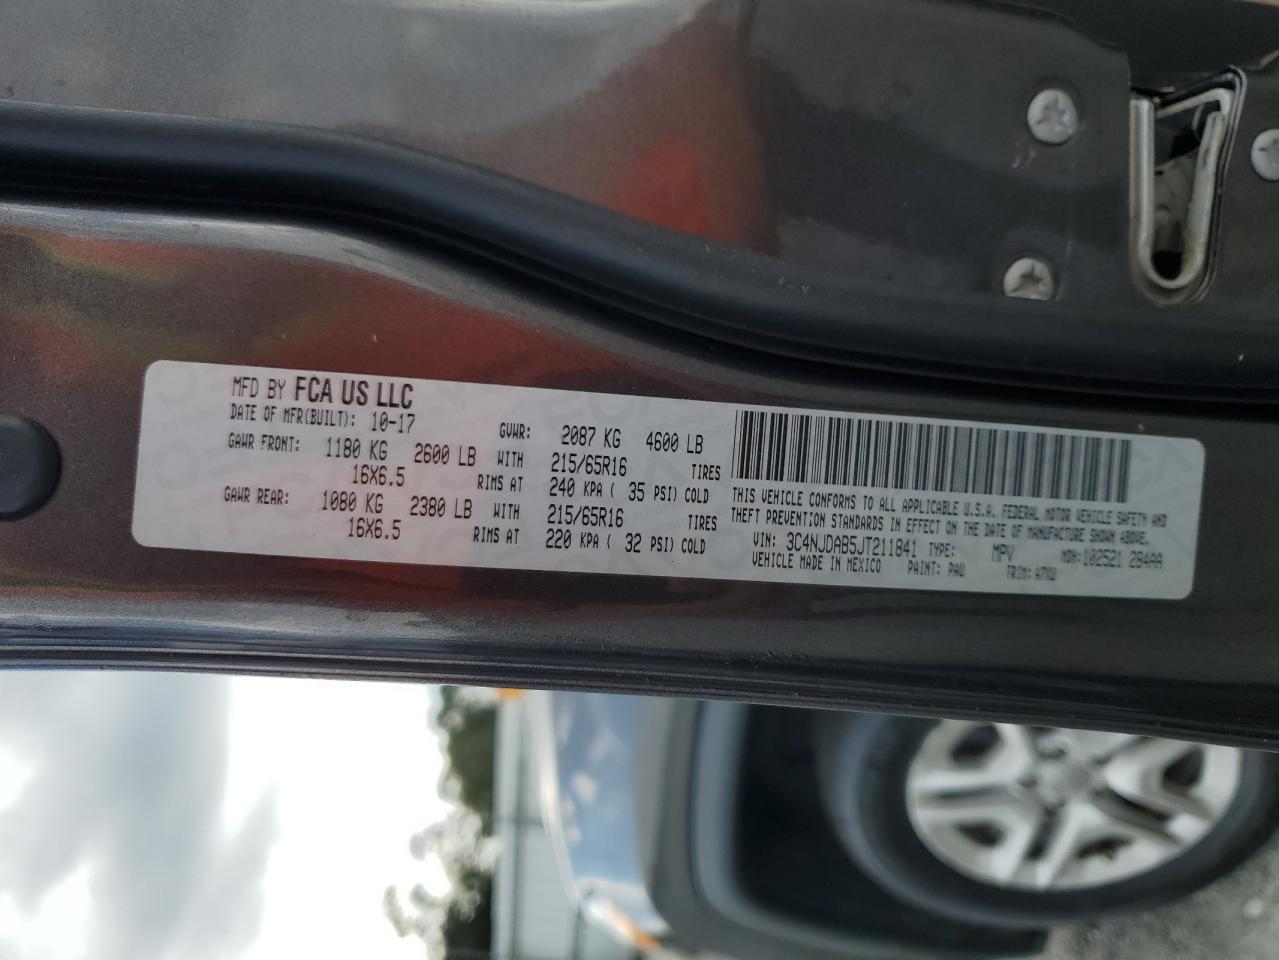 MFD BY FCA US LLC
DATE OF MFR(BUILT): 10-17 GVWR: 2087 KG 4600 LB
GAWR FRONT: 1180 KG 2600 LB WITH 215/65R16 TIRES
16X6.5 RIMS AT 240 KPA ( 35 PSI) COLD
GAWR REAR: 1080 KG 2380 LB WITH 215/65R16 TIRES
16X6.5 RIMS AT 220 KPA ( 32 PSI) COLD
THIS VEHICLE CONFORMS TO ALL APPLICABLE U.S.A. FEDERAL MOTOR VEHICLE SAFETY AND
THEFT PREVENTION STANDARDS IN EFFECT ON THE DATE OF MANUFACTURE SHOWN ABOVE.
VIN: 3C4NJDAB5JT211841 TYPE: MPV MDH: 102521 284AA
VEHICLE MADE IN MEXICO PAINT: PAU TRIM: